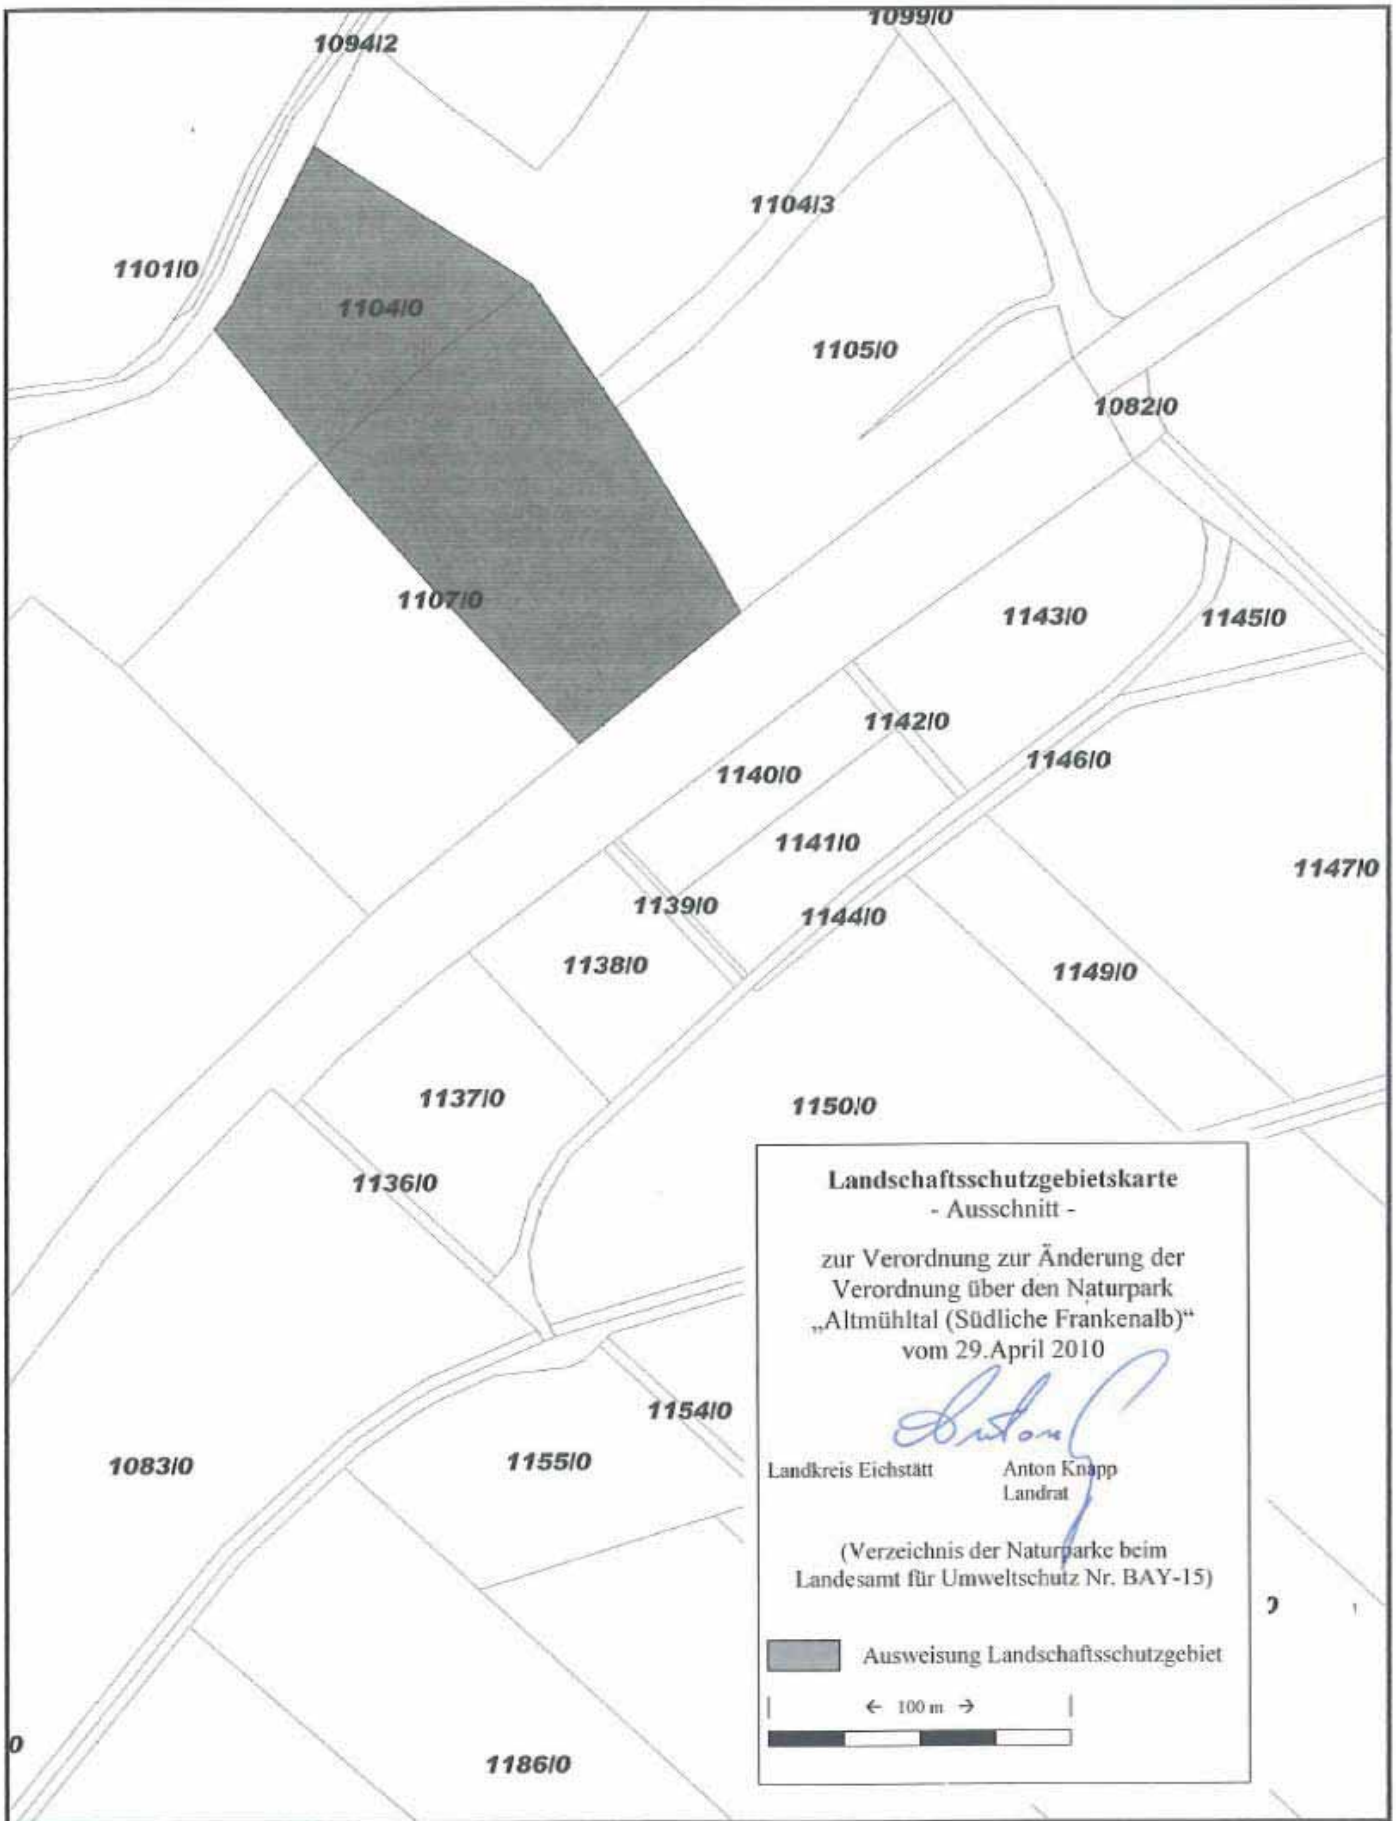 1099/0
1094/2
1104/3
1101/0
1104/0
1105/0
1082/0
1107/0
1143/0
1145/0
1142/0
1146/0
1140/0
1141/0
1147/0
1139/0
1144/0
1138/0
1149/0
1137/0
1150/0
1136/0
Landschaftsschutzgebietskarte
- Ausschnitt -
zur Verordnung zur Änderung der
Verordnung über den Naturpark
„Altmühltal (Südliche Frankenalb)“
vom 29.April 2010
Anton
Landkreis Eichstätt Anton Knapp
Landrat
(Verzeichnis der Naturparke beim
Landesamt für Umweltschutz Nr. BAY-15)
Ausweisung Landschaftsschutzgebiet
← 100 m →
1154/0
1083/0
1155/0
0
1186/0